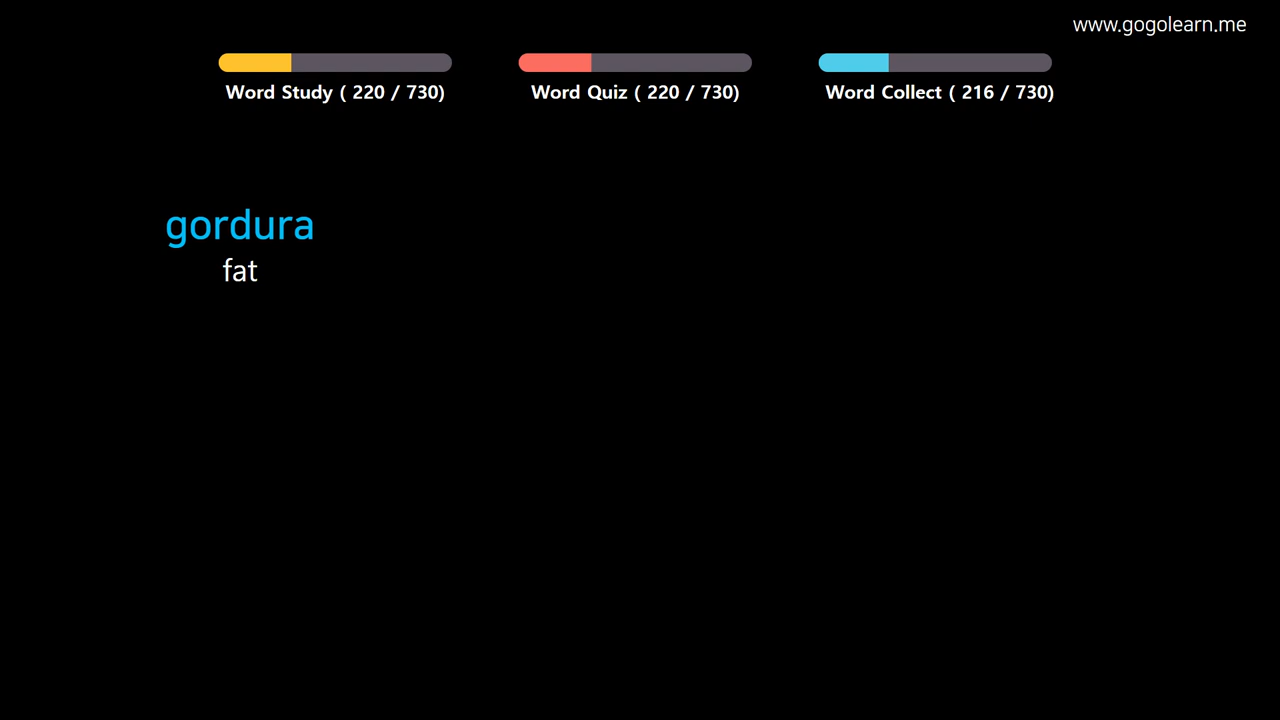 www.gogolearn.me
Word Study ( 220 / 730)
Word Quiz ( 220 / 730)
Word Collect ( 216 / 730)
gordura
fat